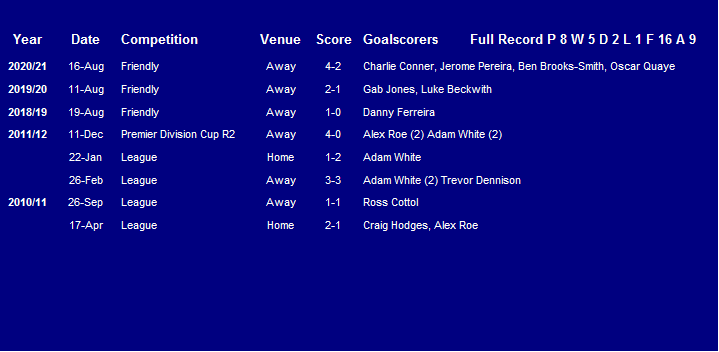 Year Date Competition Venue Score Goalscorers Full Record P 8 W 5 D 2 L 1 F 16 A 9
2020/21 16-Aug Friendly Away 4-2 Charlie Conner, Jerome Pereira, Ben Brooks-Smith, Oscar Quaye
2019/20 11-Aug Friendly Away 2-1 Gab Jones, Luke Beckwith
2018/19 19-Aug Friendly Away 1-0 Danny Ferreira
2011/12 11-Dec Premier Division Cup R2 Away 4-0 Alex Roe (2) Adam White (2)
22-Jan League Home 1-2 Adam White
26-Feb League Away 3-3 Adam White (2) Trevor Dennison
2010/11 26-Sep League Away 1-1 Ross Cottol
17-Apr League Home 2-1 Craig Hodges, Alex Roe